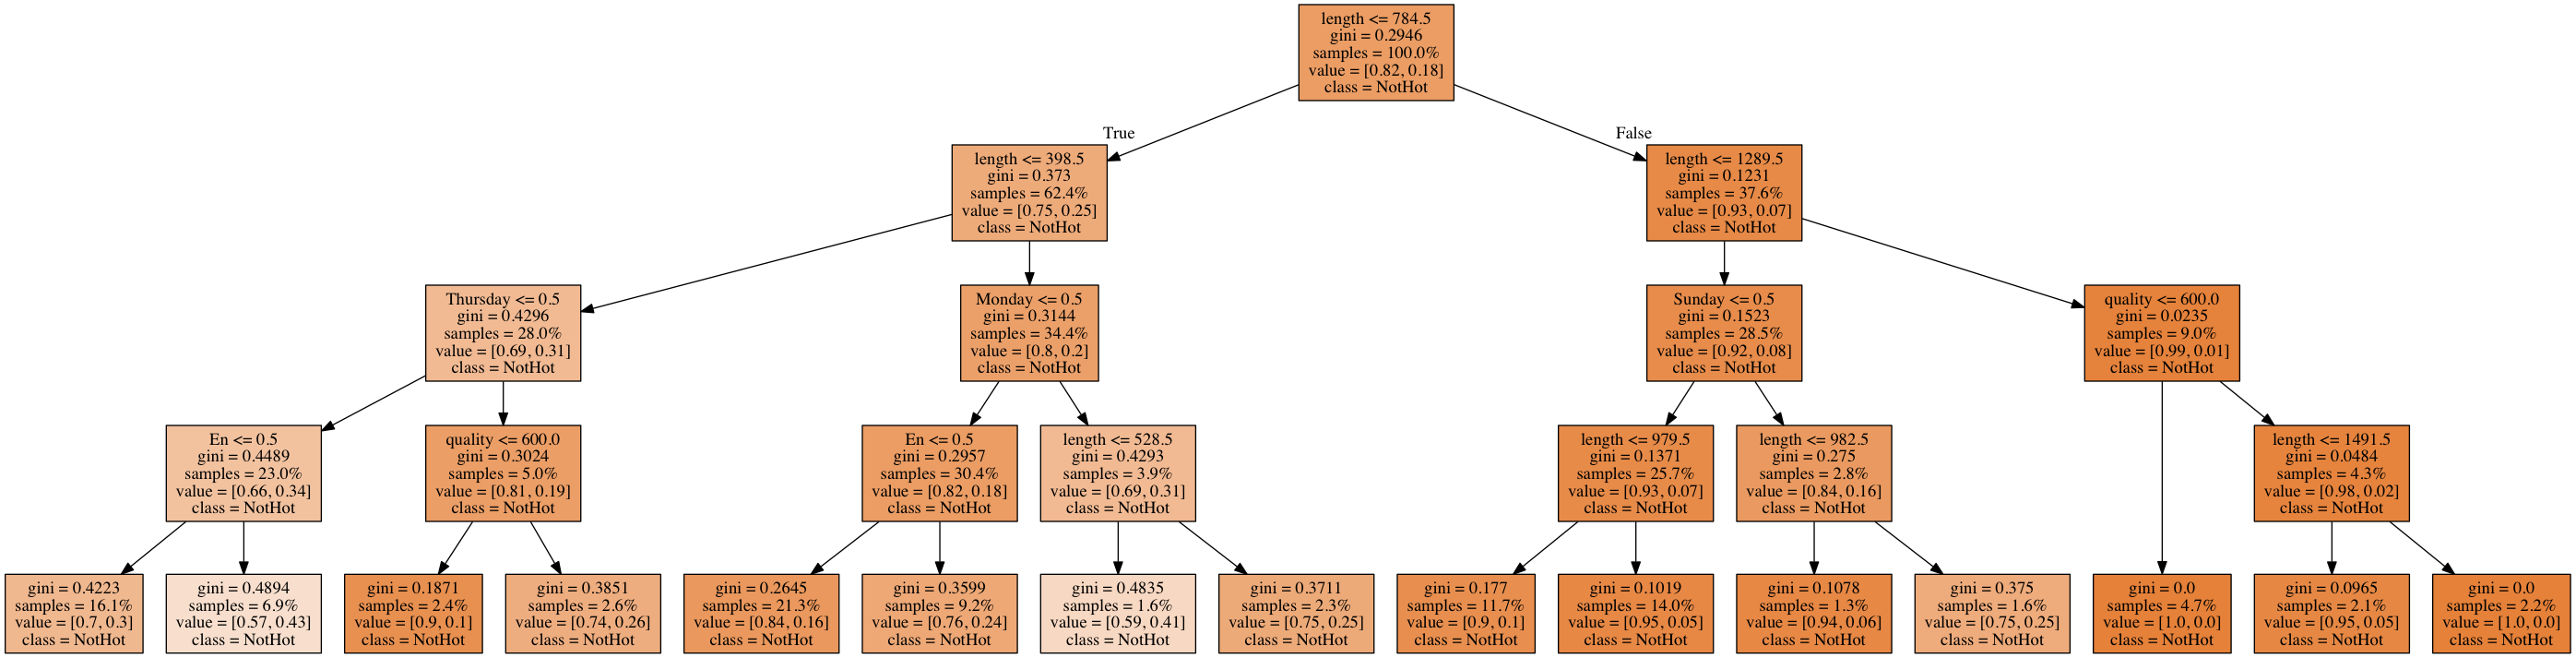 length <= 784.5
gini = 0.2946
samples = 100.0%
value = [0.82, 0.18]
class = NotHot
True
False
length <= 398.5
gini = 0.373
samples = 62.4%
value = [0.75, 0.25]
class = NotHot
length <= 1289.5
gini = 0.1231
samples = 37.6%
value = [0.93, 0.07]
class = NotHot
Thursday <= 0.5
gini = 0.4296
samples = 28.0%
value = [0.69, 0.31]
class = NotHot
Monday <= 0.5
gini = 0.3144
samples = 34.4%
value = [0.8, 0.2]
class = NotHot
Sunday <= 0.5
gini = 0.1523
samples = 28.5%
value = [0.92, 0.08]
class = NotHot
quality <= 600.0
gini = 0.0235
samples = 9.0%
value = [0.99, 0.01]
class = NotHot
En <= 0.5
gini = 0.4489
samples = 23.0%
value = [0.66, 0.34]
class = NotHot
quality <= 600.0
gini = 0.3024
samples = 5.0%
value = [0.81, 0.19]
class = NotHot
En <= 0.5
gini = 0.2957
samples = 30.4%
value = [0.82, 0.18]
class = NotHot
length <= 528.5
gini = 0.4293
samples = 3.9%
value = [0.69, 0.31]
class = NotHot
length <= 979.5
gini = 0.1371
samples = 25.7%
value = [0.93, 0.07]
class = NotHot
length <= 982.5
gini = 0.275
samples = 2.8%
value = [0.84, 0.16]
class = NotHot
length <= 1491.5
gini = 0.0484
samples = 4.3%
value = [0.98, 0.02]
class = NotHot
gini = 0.4223
samples = 16.1%
value = [0.7, 0.3]
class = NotHot
gini = 0.4894
samples = 6.9%
value = [0.57, 0.43]
class = NotHot
gini = 0.1871
samples = 2.4%
value = [0.9, 0.1]
class = NotHot
gini = 0.3851
samples = 2.6%
value = [0.74, 0.26]
class = NotHot
gini = 0.2645
samples = 21.3%
value = [0.84, 0.16]
class = NotHot
gini = 0.3599
samples = 9.2%
value = [0.76, 0.24]
class = NotHot
gini = 0.4835
samples = 1.6%
value = [0.59, 0.41]
class = NotHot
gini = 0.3711
samples = 2.3%
value = [0.75, 0.25]
class = NotHot
gini = 0.177
samples = 11.7%
value = [0.9, 0.1]
class = NotHot
gini = 0.1019
samples = 14.0%
value = [0.95, 0.05]
class = NotHot
gini = 0.1078
samples = 1.3%
value = [0.94, 0.06]
class = NotHot
gini = 0.375
samples = 1.6%
value = [0.75, 0.25]
class = NotHot
gini = 0.0
samples = 4.7%
value = [1.0, 0.0]
class = NotHot
gini = 0.0965
samples = 2.1%
value = [0.95, 0.05]
class = NotHot
gini = 0.0
samples = 2.2%
value = [1.0, 0.0]
class = NotHot